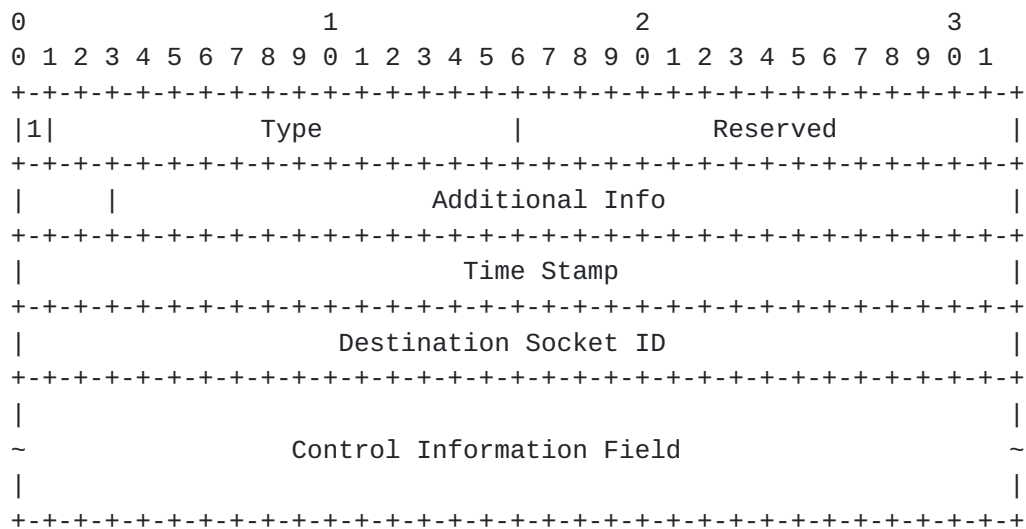 0                   1                   2                   3
0 1 2 3 4 5 6 7 8 9 0 1 2 3 4 5 6 7 8 9 0 1 2 3 4 5 6 7 8 9 0 1
+-+-+-+-+-+-+-+-+-+-+-+-+-+-+-+-+-+-+-+-+-+-+-+-+-+-+-+-+-+-+-+-+
|1|             Type            |            Reserved           |
+-+-+-+-+-+-+-+-+-+-+-+-+-+-+-+-+-+-+-+-+-+-+-+-+-+-+-+-+-+-+-+-+
|     |                    Additional Info                      |
+-+-+-+-+-+-+-+-+-+-+-+-+-+-+-+-+-+-+-+-+-+-+-+-+-+-+-+-+-+-+-+-+
|                            Time Stamp                         |
+-+-+-+-+-+-+-+-+-+-+-+-+-+-+-+-+-+-+-+-+-+-+-+-+-+-+-+-+-+-+-+-+
|                    Destination Socket ID                      |
+-+-+-+-+-+-+-+-+-+-+-+-+-+-+-+-+-+-+-+-+-+-+-+-+-+-+-+-+-+-+-+-+
|                                                               |
~                 Control Information Field                     ~
|                                                               |
+-+-+-+-+-+-+-+-+-+-+-+-+-+-+-+-+-+-+-+-+-+-+-+-+-+-+-+-+-+-+-+-+